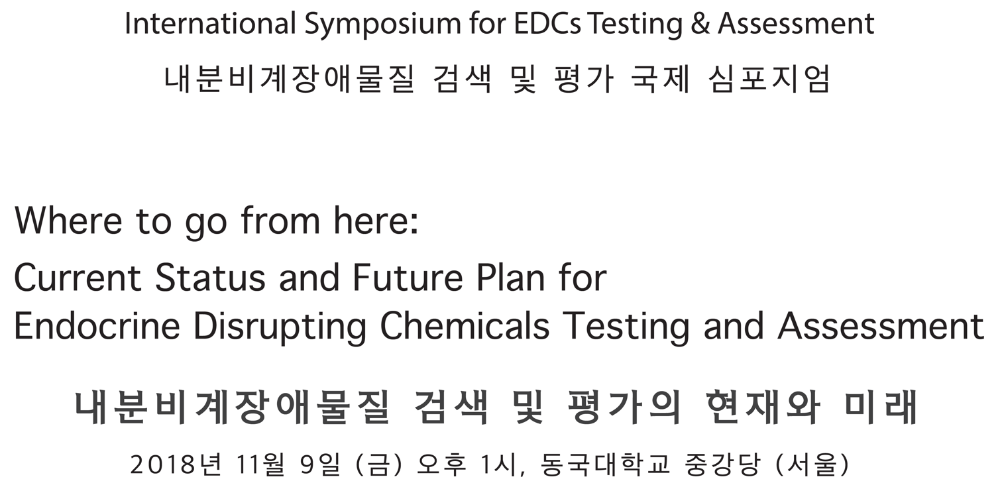 International Symposium for EDCs Testing & Assessment
내분비계장애물질 검색 및 평가 국제 심포지엄
Where to go from here:
Current Status and Future Plan for
Endocrine Disrupting Chemicals Testing and Assessment
내분비계장애물질 검색 및 평가의 현재와 미래
2018년 11월 9일 (금) 오후 1시, 동국대학교 중강당 (서울)